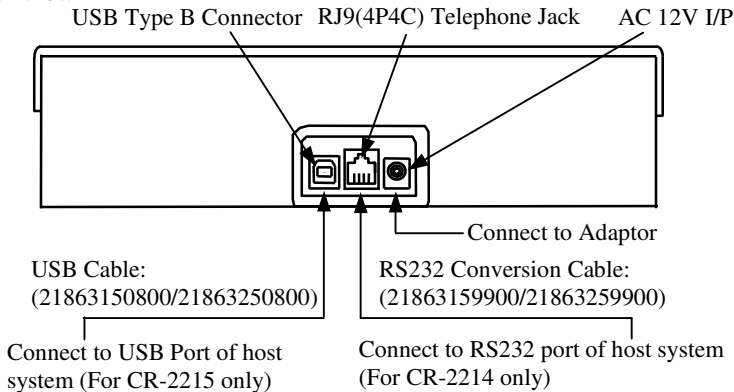 USB Type B Connector
RJ9(4P4C) Telephone Jack
AC 12V I/P
Connect to Adaptor
USB Cable:
(21863150800/21863250800)
RS232 Conversion Cable:
(21863159900/21863259900)
Connect to USB Port of host
system (For CR-2215 only)
Connect to RS232 port of host system
(For CR-2214 only)